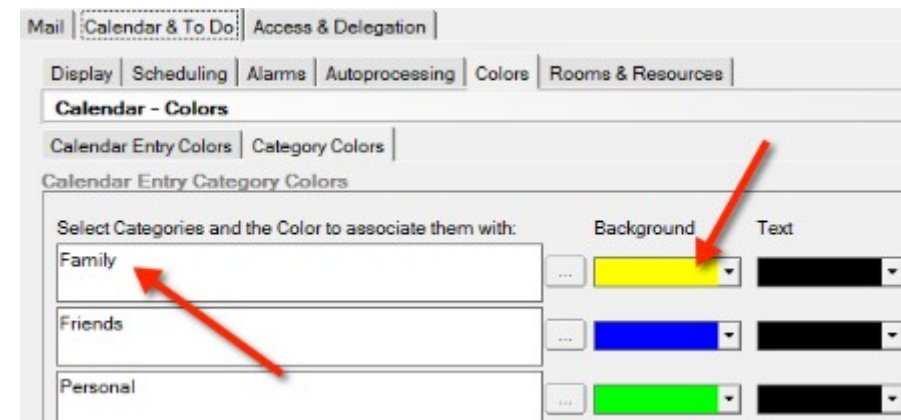 Mail Calendar & To Do Access & Delegation
Display Scheduling Alarms Autoprocessing Colors Rooms & Resources
Calendar - Colors
Calendar Entry Colors Category Colors
Calendar Entry Category Colors
Select Categories and the Color to associate them with: Background Text
Family ...
Friends ...
Personal ...